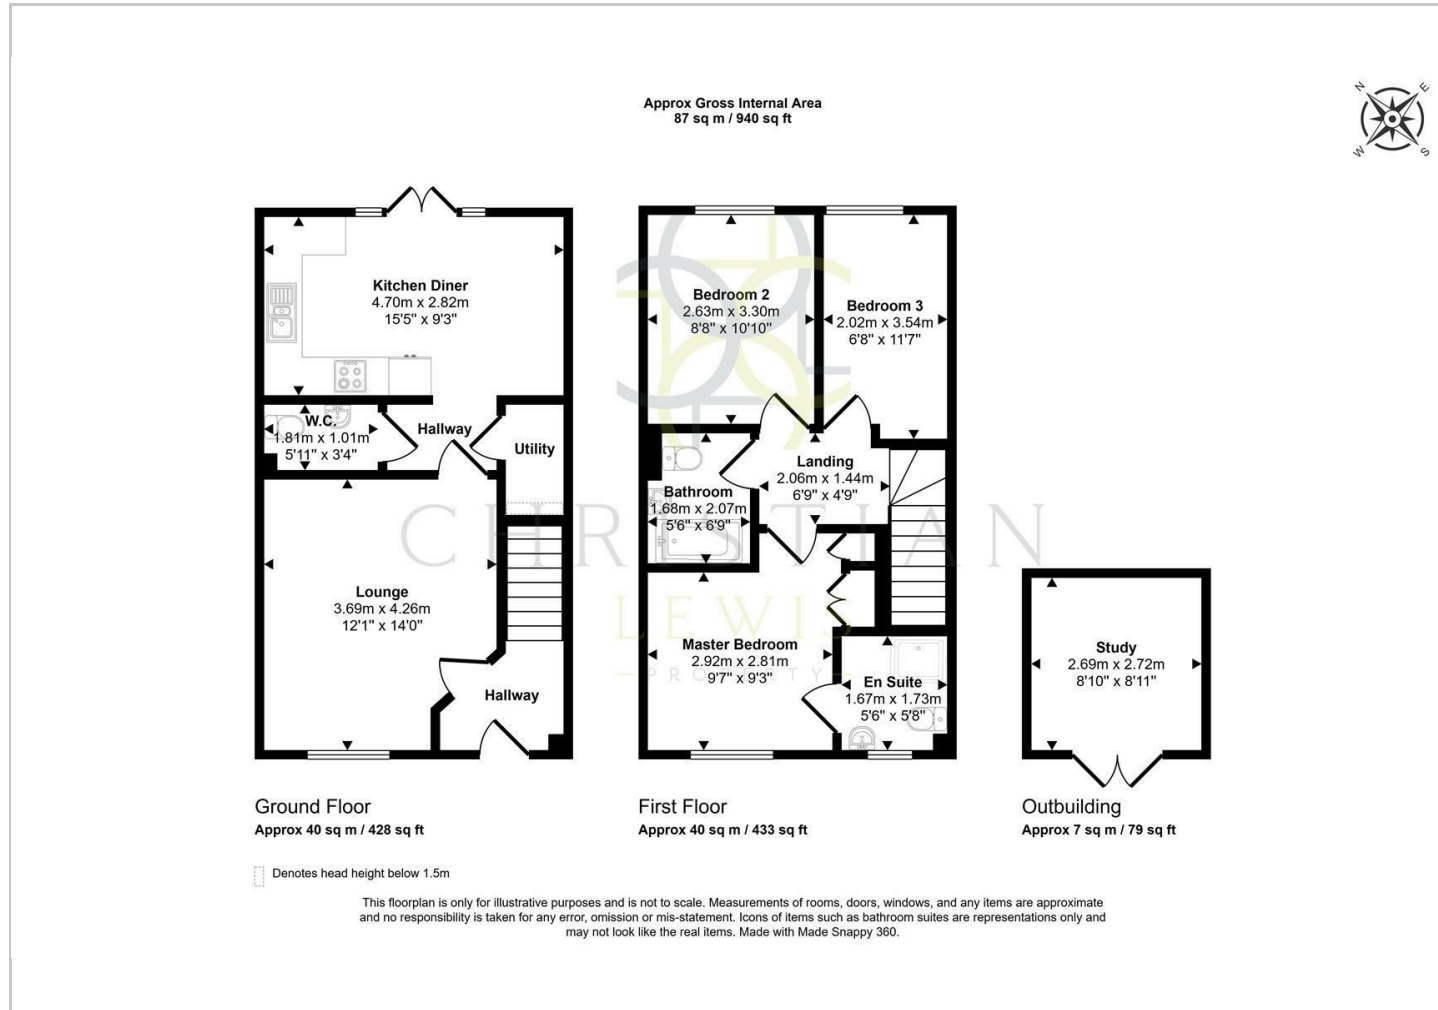 Approx Gross Internal Area
87 sq m / 940 sq ft
N
E
W
S
Kitchen Diner
4.70m x 2.82m
15'5" x 9'3"
W.C.
1.81m x 1.01m
5'11" x 3'4"
Hallway
Utility
Lounge
3.69m x 4.26m
12'1" x 14'0"
Hallway
Ground Floor
Approx 40 sq m / 428 sq ft
Bedroom 2
2.63m x 3.30m
8'8" x 10'10"
Bedroom 3
2.02m x 3.54m
6'8" x 11'7"
Landing
2.06m x 1.44m
6'9" x 4'9"
Bathroom
1.68m x 2.07m
5'6" x 6'9"
Master Bedroom
2.92m x 2.81m
9'7" x 9'3"
En Suite
1.67m x 1.73m
5'6" x 5'8"
First Floor
Approx 40 sq m / 433 sq ft
Study
2.69m x 2.72m
8'10" x 8'11"
Outbuilding
Approx 7 sq m / 79 sq ft
CHRISTIAN
LEWIS
PROPERTY
Denotes head height below 1.5m
This floorplan is only for illustrative purposes and is not to scale. Measurements of rooms, doors, windows, and any items are approximate
and no responsibility is taken for any error, omission or mis-statement. Icons of items such as bathroom suites are representations only and
may not look like the real items. Made with Made Snappy 360.